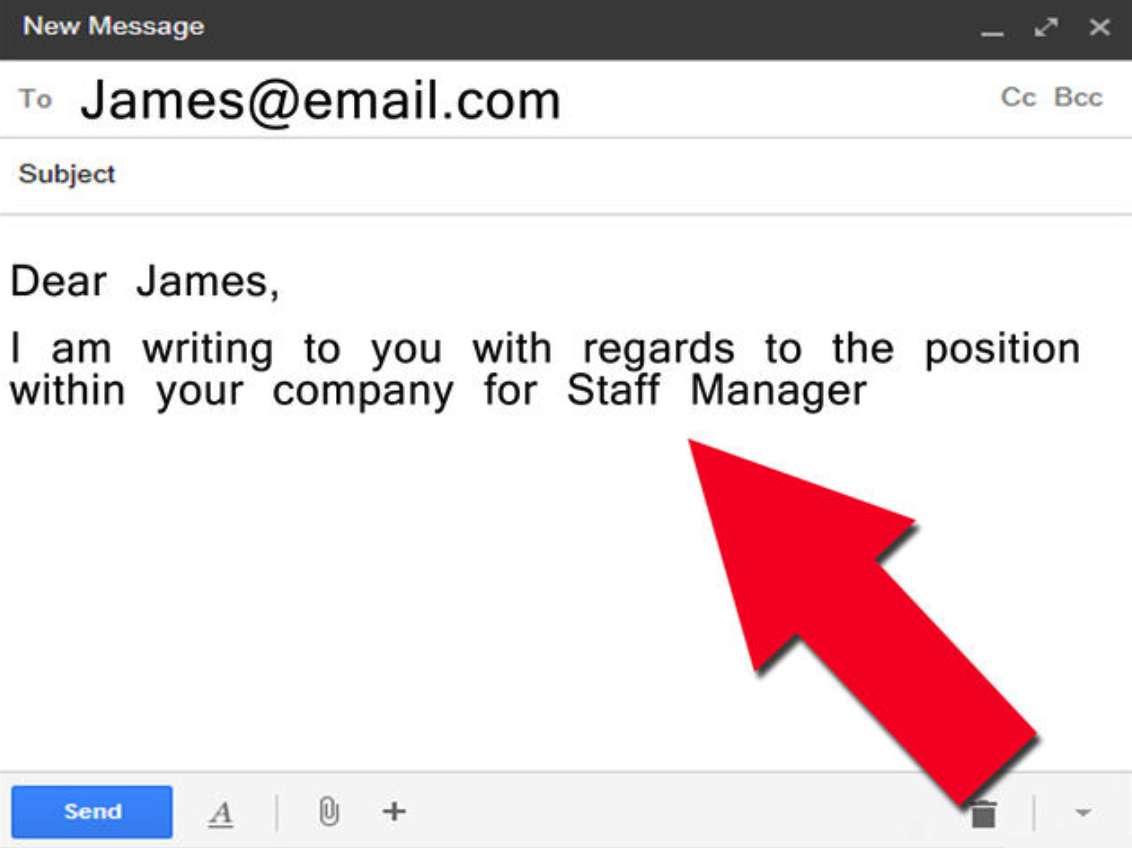 New Message
To James@email.com Cc Bcc
Subject
Dear James,
I am writing to you with regards to the position
within your company for Staff Manager
Send A